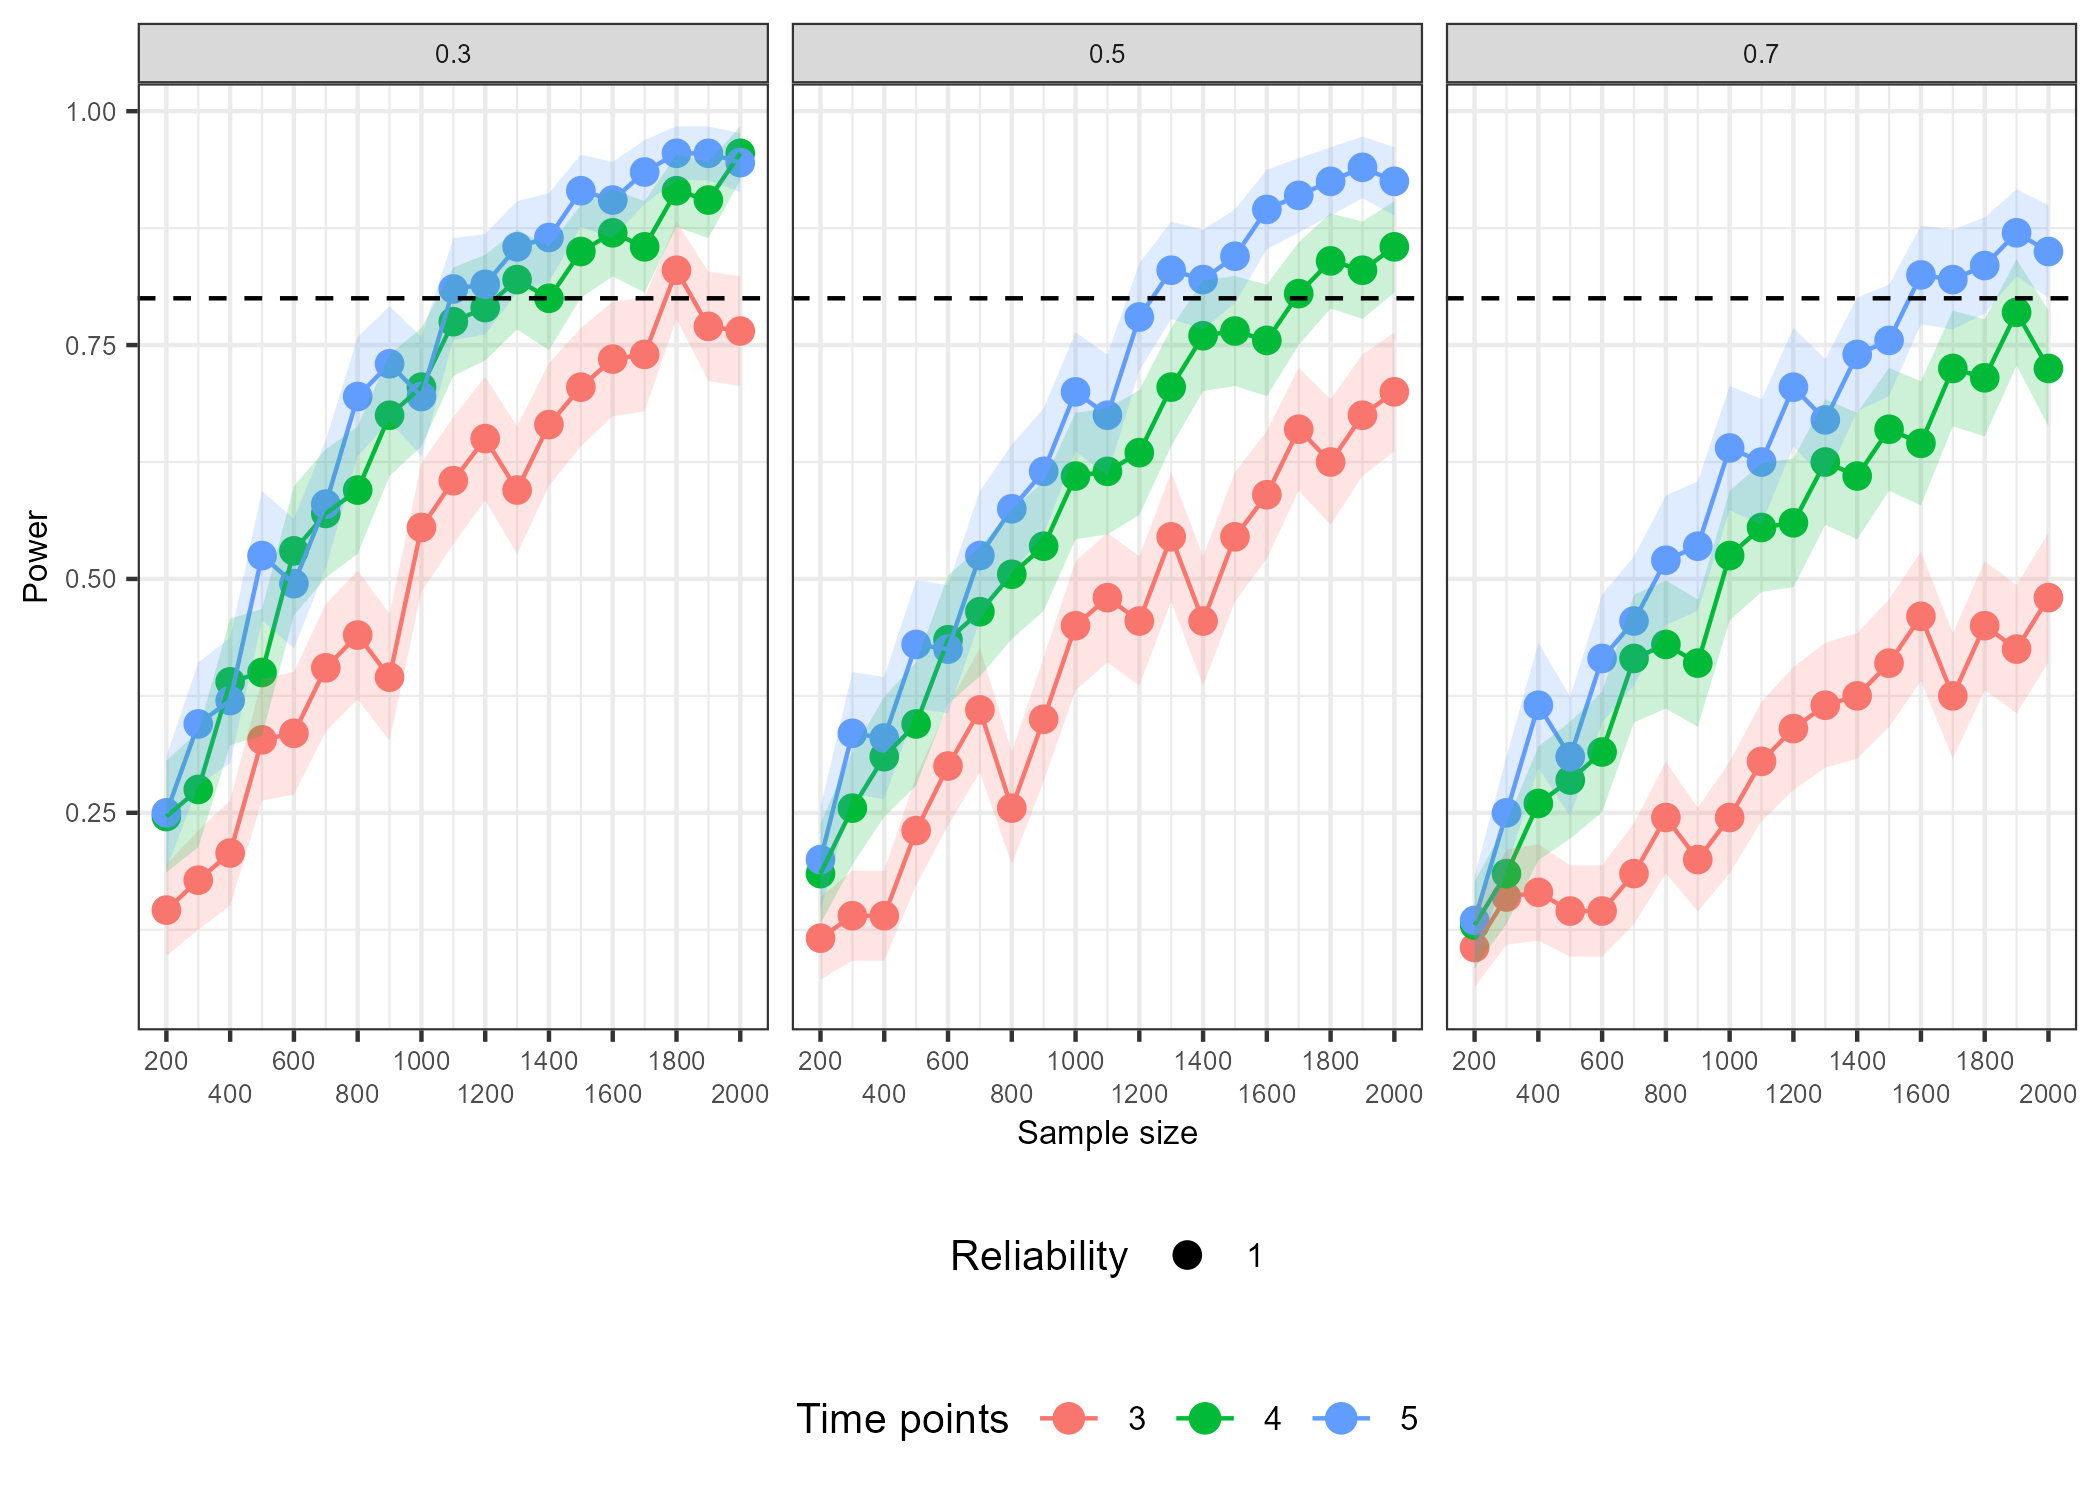 0.3 0.5 0.7
1.00
0.75
0.50
0.25
Power
200 600 1000 1400 1800 200 600 1000 1400 1800 200 600 1000 1400 1800
400 800 1200 1600 2000 400 800 1200 1600 2000 400 800 1200 1600 2000
Sample size
Reliability 1
Time points 3 4 5